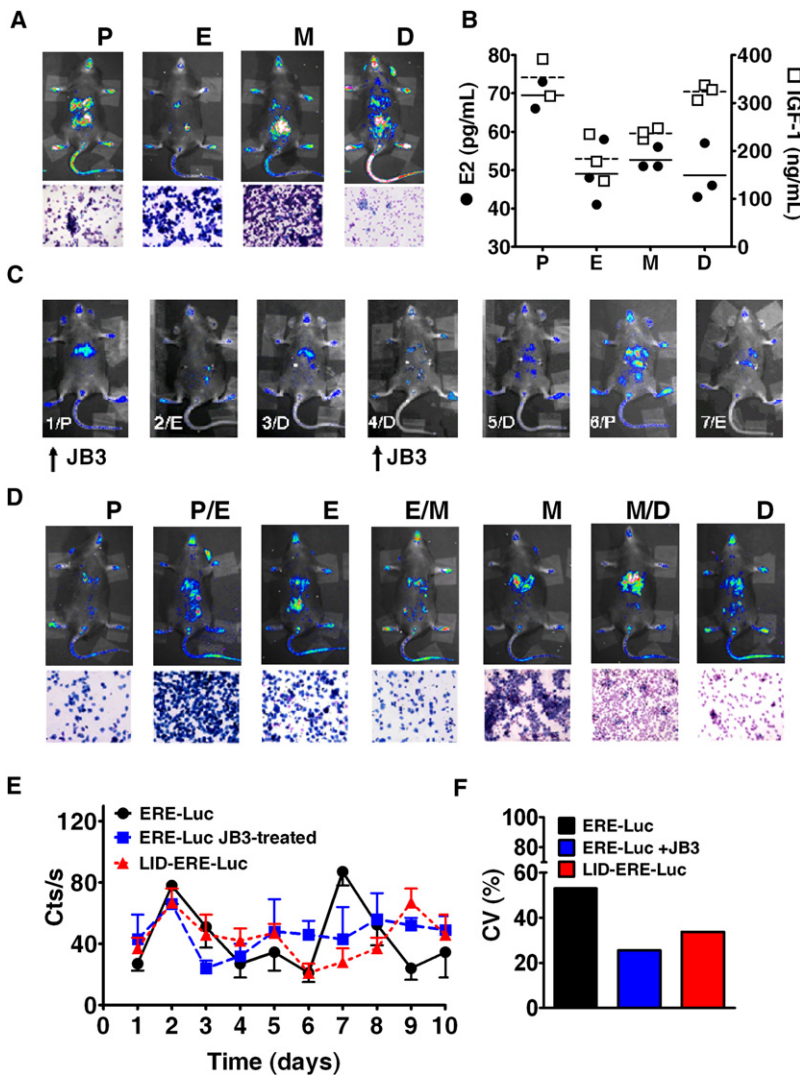 A
P E M D
B
80
70
60
50
40
30
E2 (pg/mL)
400
300
200
100
0
IGF-1 (ng/mL)
P E M D
C
1/P 2/E 3/D 4/D 5/D 6/P 7/E
JB3 JB3
D
P P/E E E/M M M/D D
E
ERE-Luc
ERE-Luc JB3-treated
LID-ERE-Luc
120
80
40
0
Cts/s
0 1 2 3 4 5 6 7 8 9 10
Time (days)
F
ERE-Luc
ERE-Luc +JB3
LID-ERE-Luc
100
80
60
40
20
0
CV (%)